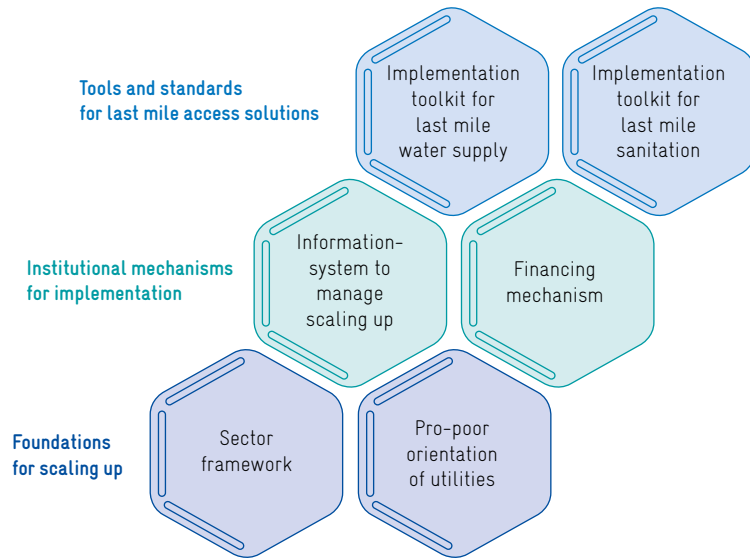 Tools and standards
for last mile access solutions
Implementation
toolkit for
last mile
water supply
Implementation
toolkit for
last mile
sanitation
Institutional mechanisms
for implementation
Information-
system to
manage
scaling up
Financing
mechanism
Foundations
for scaling up
Sector
framework
Pro-poor
orientation
of utilities